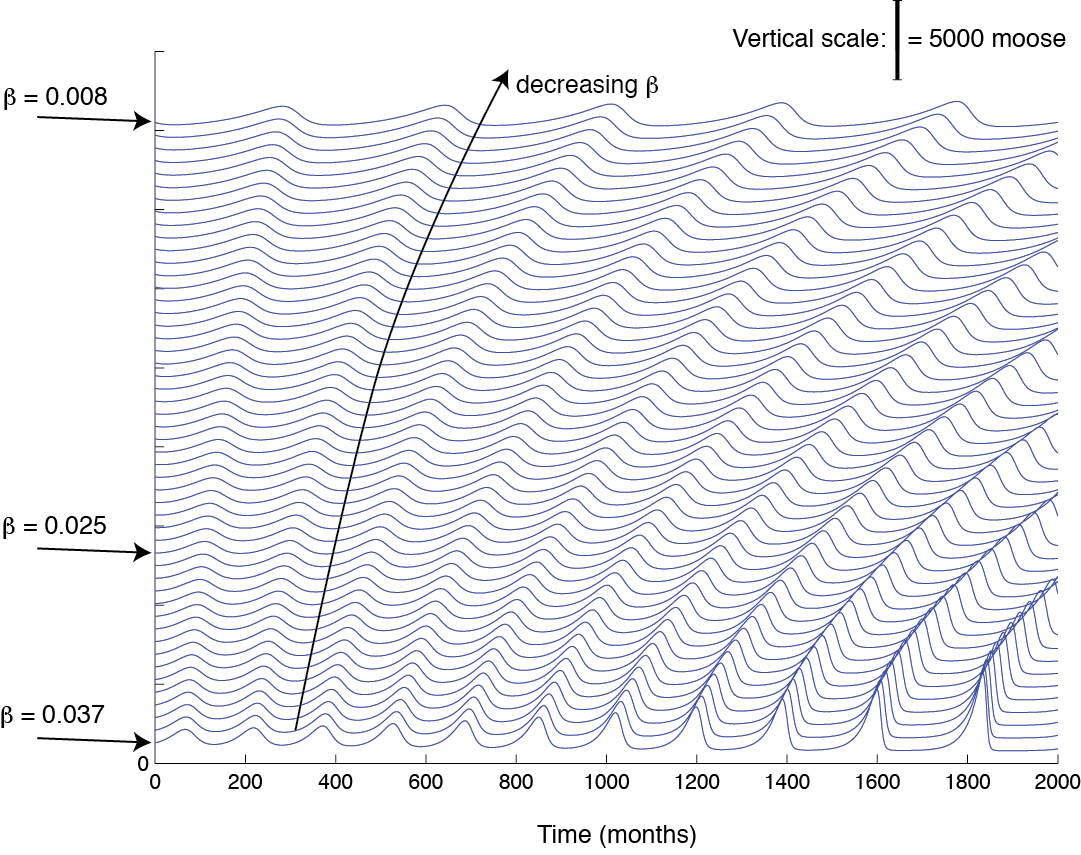 Vertical scale: = 5000 moose
decreasing β
β = 0.008
β = 0.025
β = 0.037
0
0 200 400 600 800 1000 1200 1400 1600 1800 2000
Time (months)